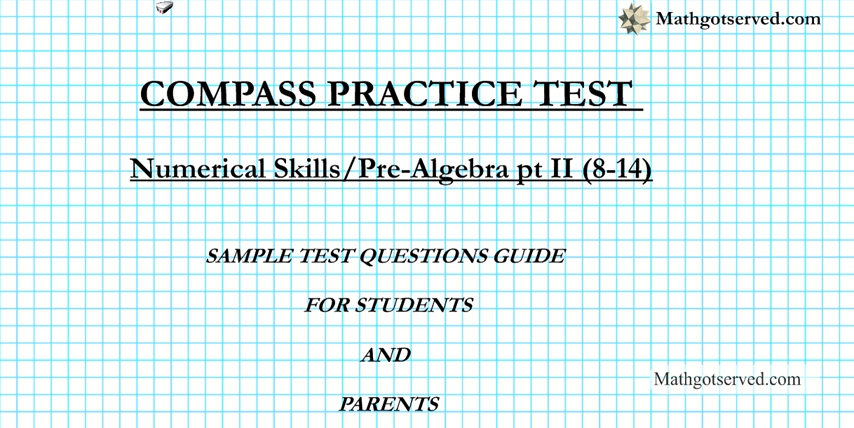 Mathgotserved.com
COMPASS PRACTICE TEST
Numerical Skills/Pre-Algebra pt II (8-14)
SAMPLE TEST QUESTIONS GUIDE
FOR STUDENTS
AND
Mathgotserved.com
PARENTS